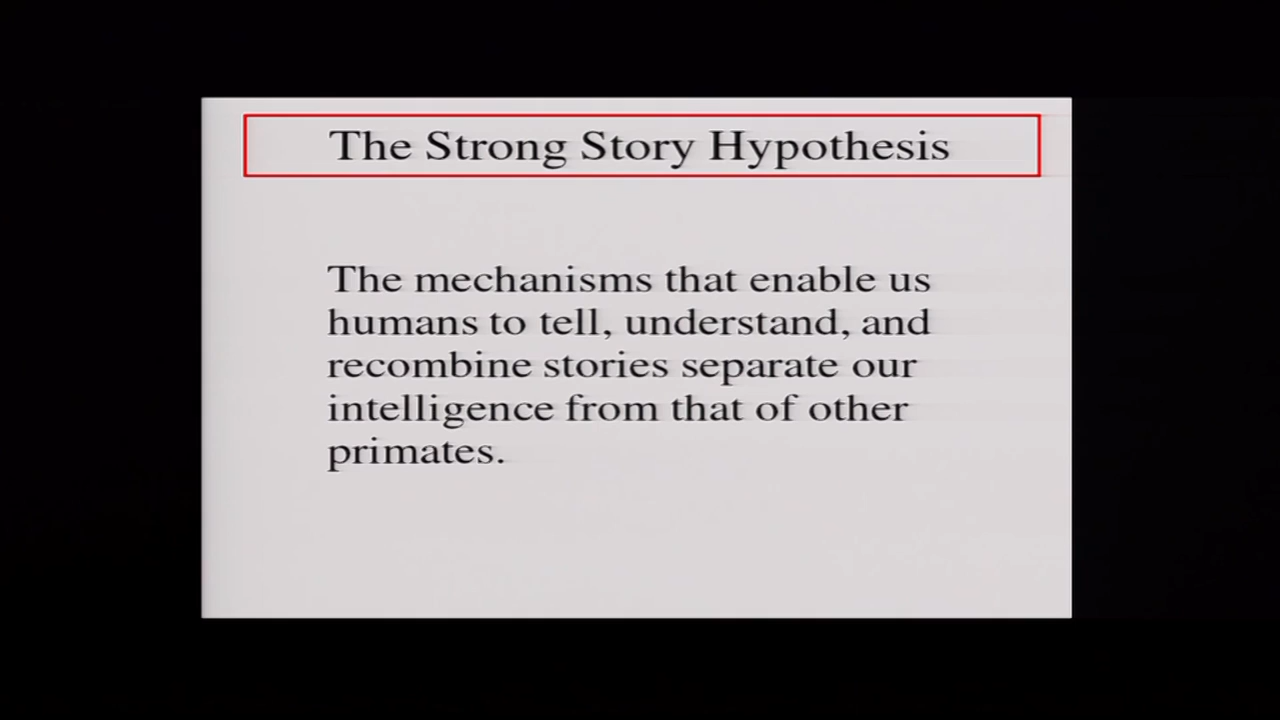 The Strong Story Hypothesis
The mechanisms that enable us
humans to tell, understand, and
recombine stories separate our
intelligence from that of other
primates.